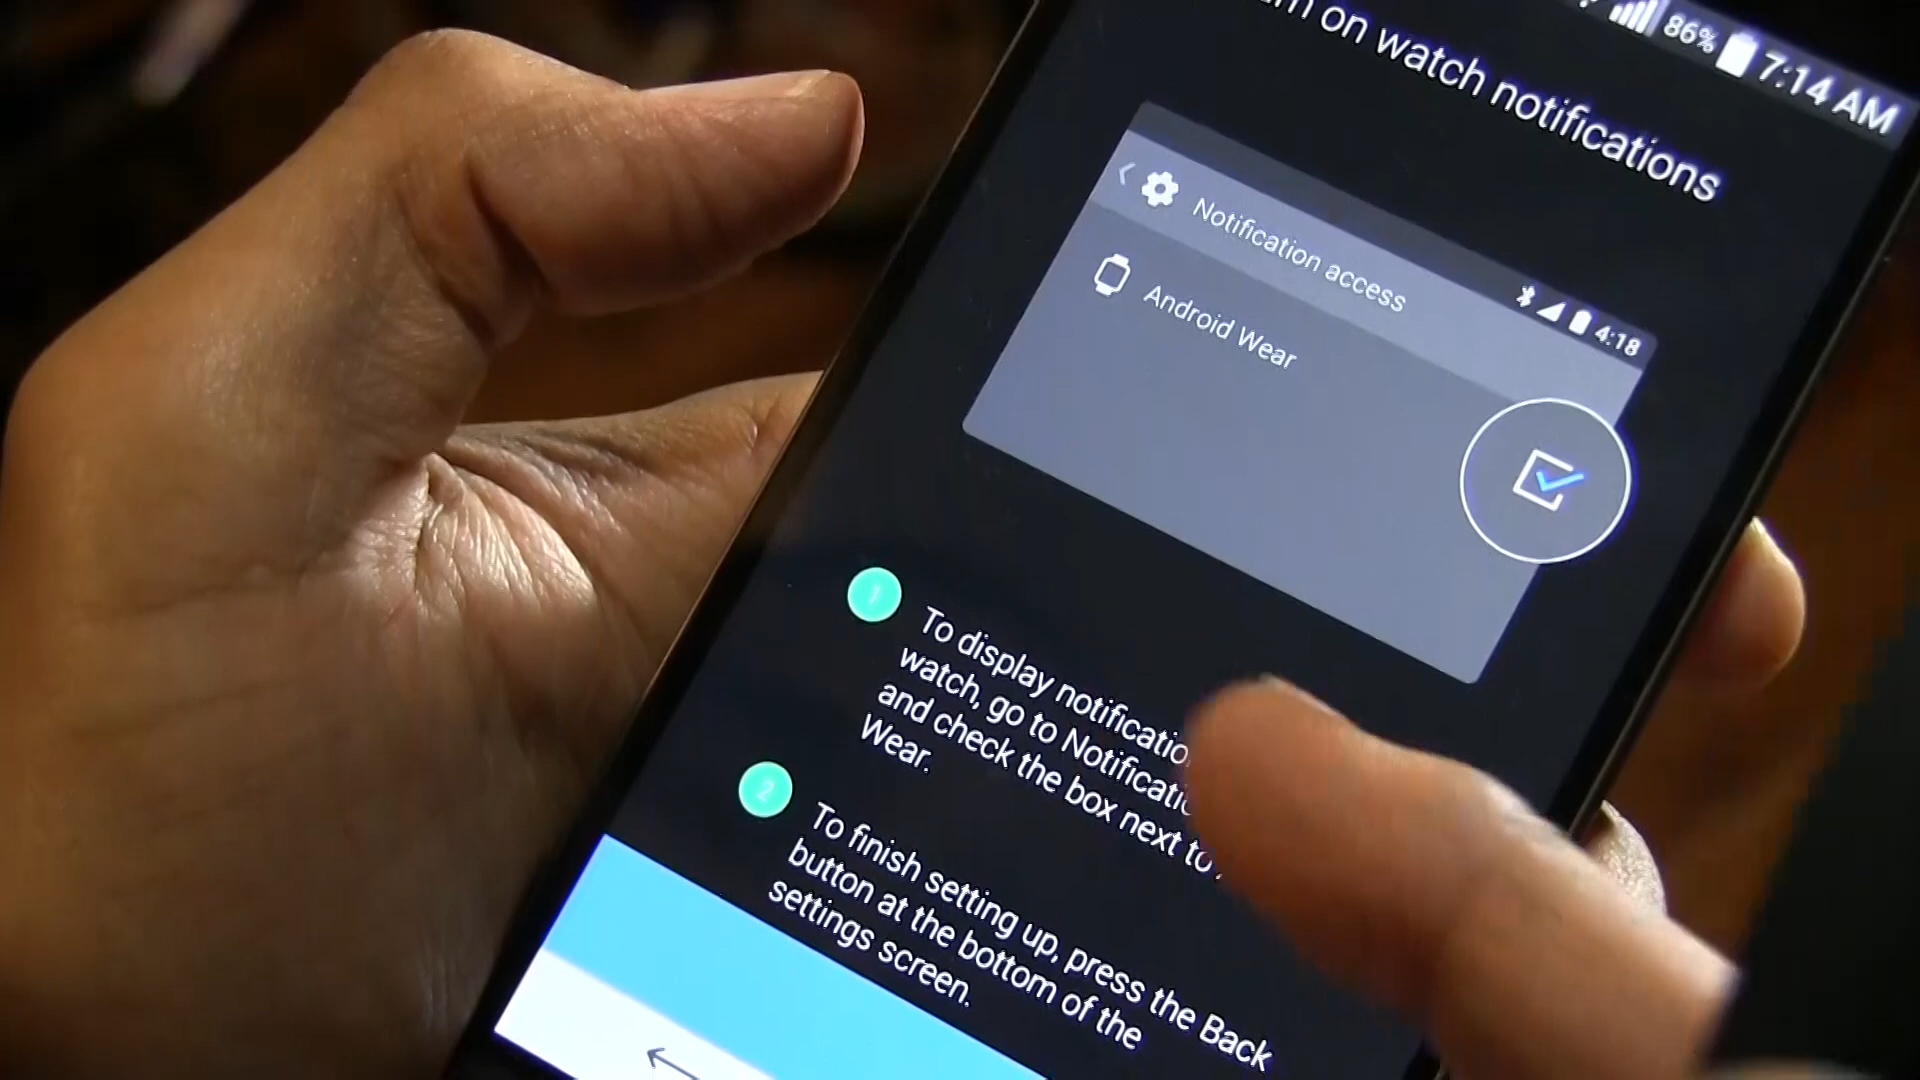 86% 7:14 AM
on watch notifications
Notification access
4:18
Android Wear
1
To display
watch, go to
and check the box next to
Wear.
2
To finish setting up, press the Back
button at the bottom of the
settings screen.